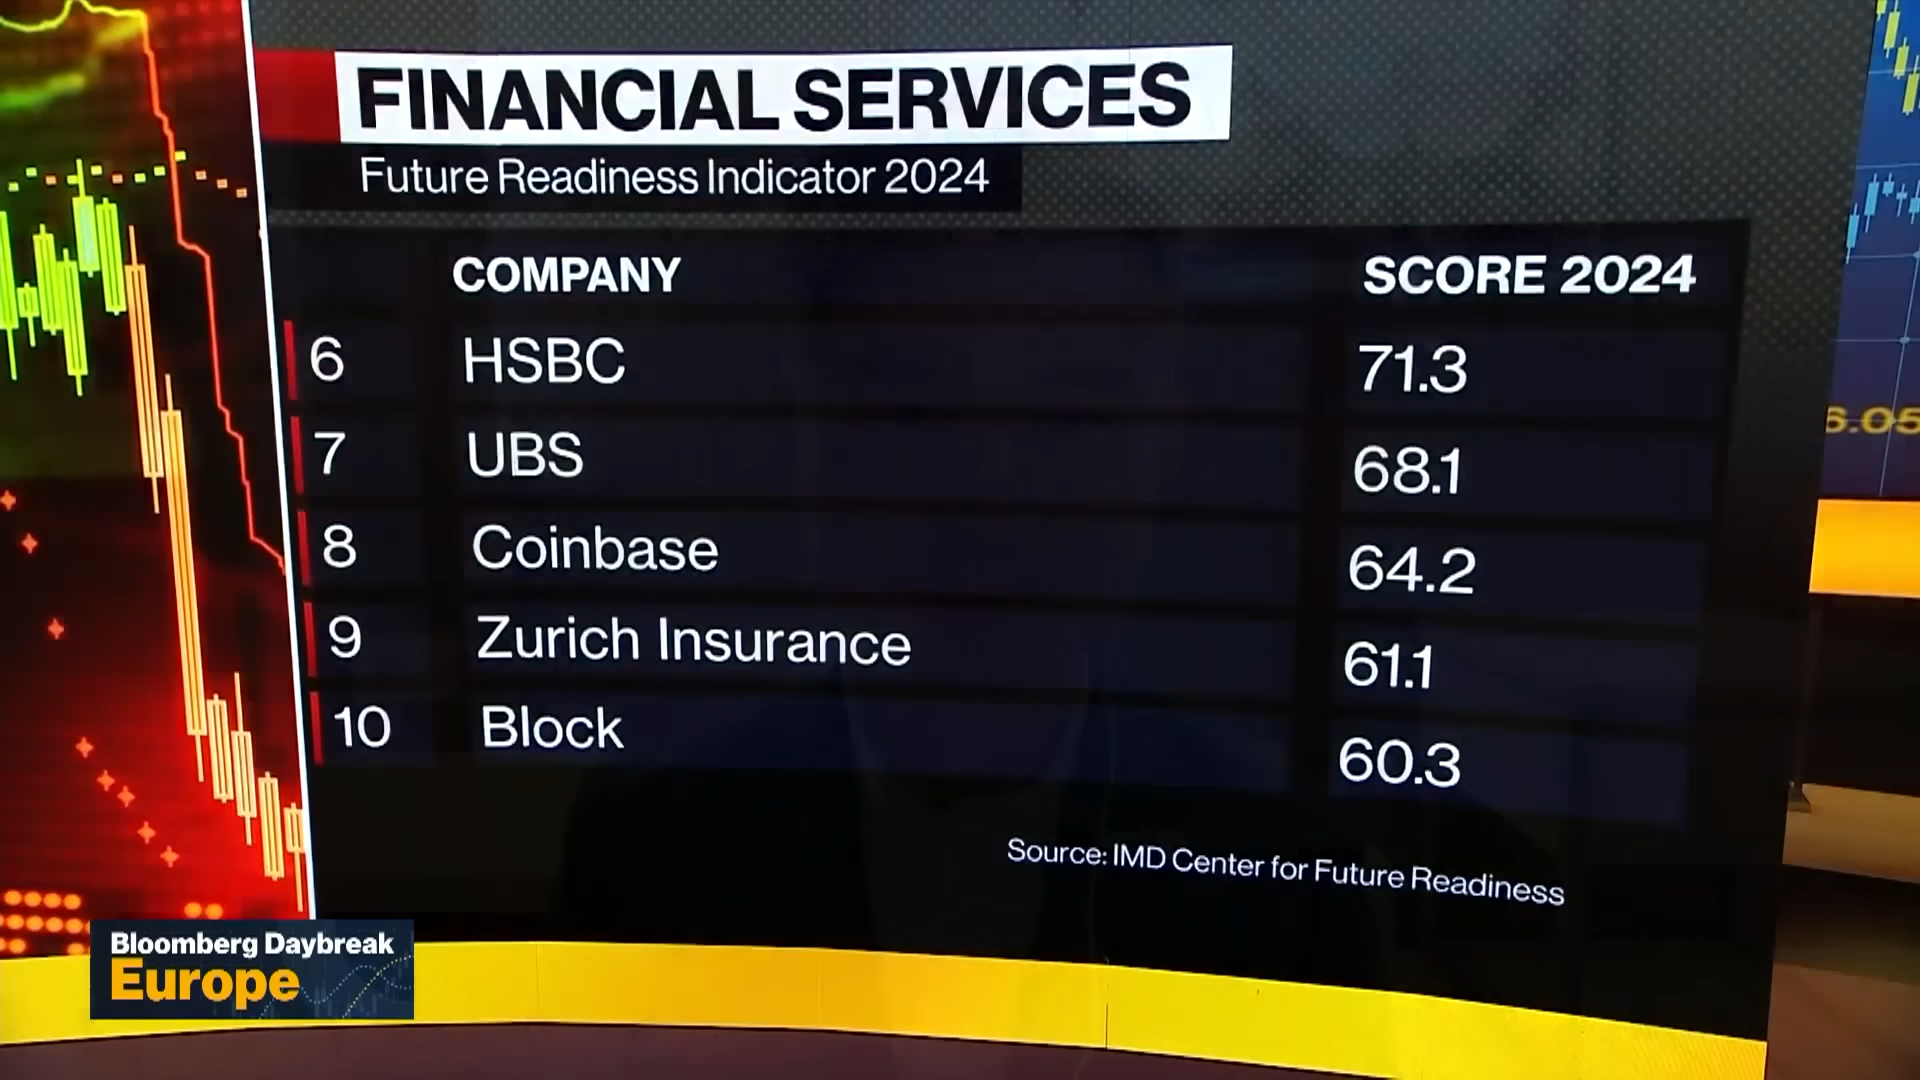 FINANCIAL SERVICES
Future Readiness Indicator 2024
COMPANY SCORE 2024
6 HSBC 71.3
7 UBS 68.1
8 Coinbase 64.2
9 Zurich Insurance 61.1
10 Block 60.3
Source: IMD Center for Future Readiness
6.05
Bloomberg Daybreak
Europe